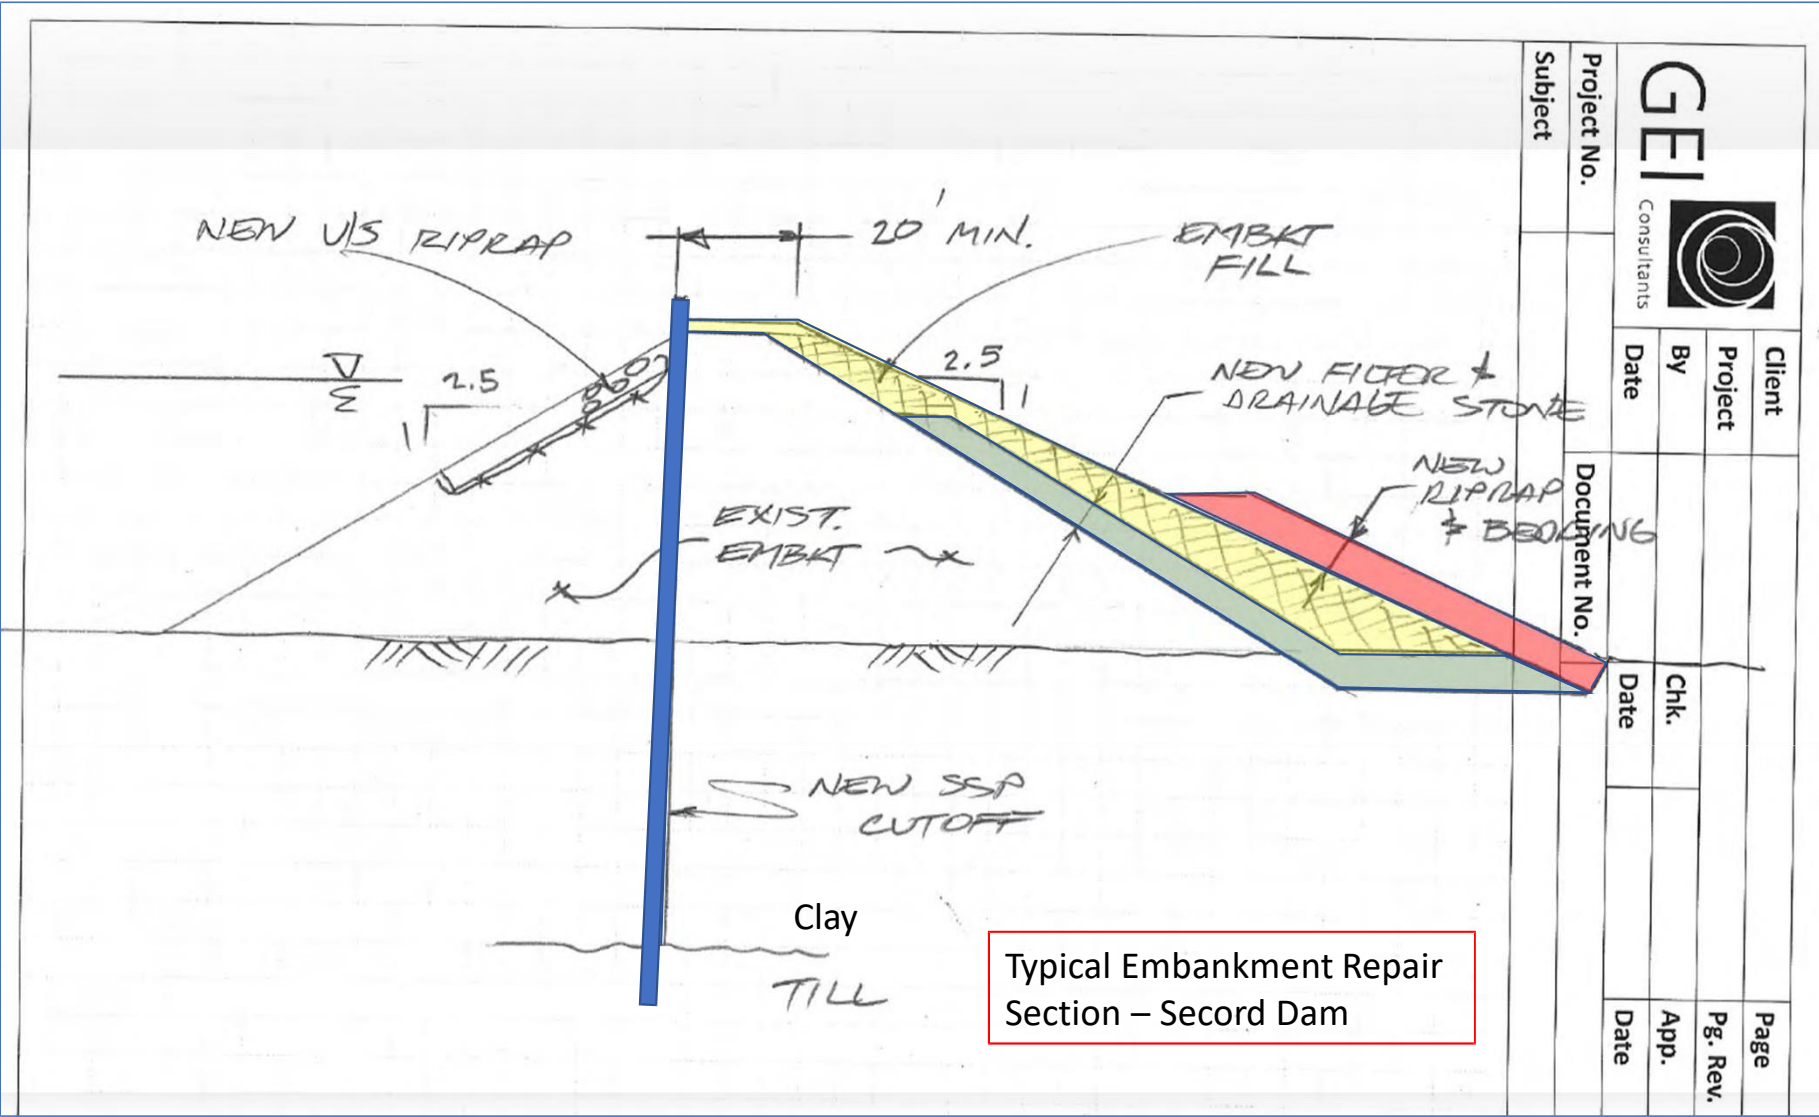 NEW U/S RIPRAP
20' MIN.
EMBKT
FILL
2.5
1
2.5
1
NEW FILTER &
DRAINAGE STONE
NEW
RIPRAP
& BEDDING
EXIST.
EMBKT
NEW SSP
CUTOFF
Clay
TILL
Typical Embankment Repair
Section – Secord Dam
GEI
Consultants
Client
Project
By
Date
Chk.
Date
App.
Date
Page
Pg. Rev.
Project No.
Document No.
Subject